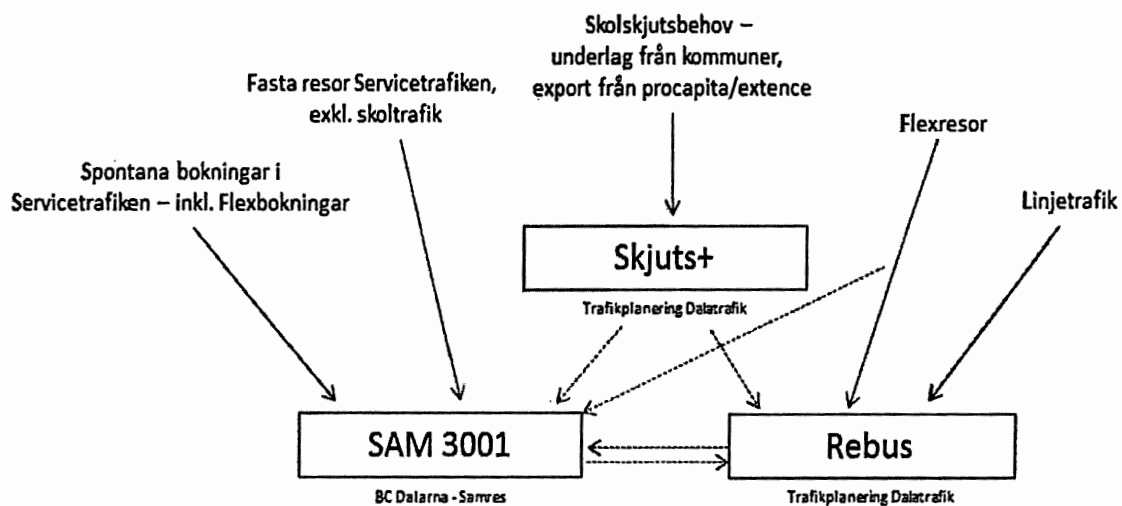 Skolskjutsbehov –
underlag från kommuner,
export från procapita/extence
Fasta resor Servicetrafiken,
exkl. skoltrafik
Flexresor
Spontana bokningar i
Servicetrafiken – inkl. Flexbokningar
Linjetrafik
Skjuts+
Trafikplanering Dalatrafik
SAM 3001
Rebus
BC Dalarna - Samres
Trafikplanering Dalatrafik